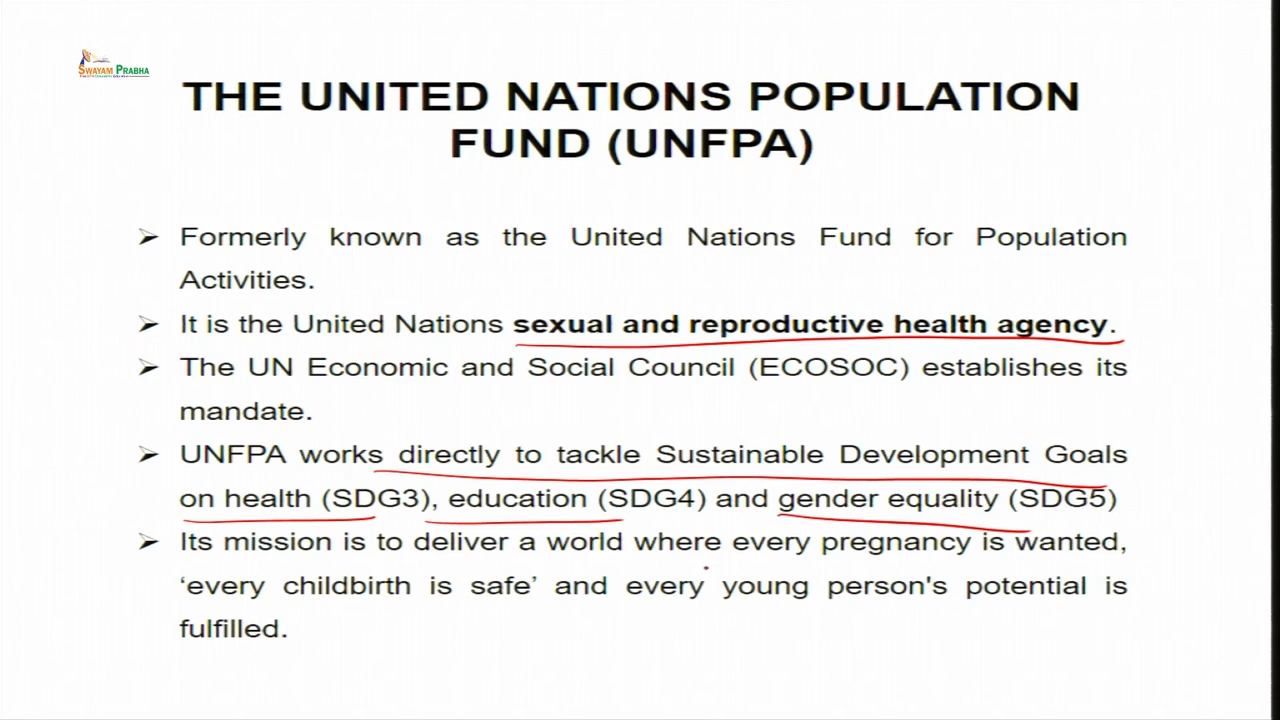 SWAYAM PRABHA
THE UNITED NATIONS POPULATION
FUND (UNFPA)
➢ Formerly known as the United Nations Fund for Population
Activities.
➢ It is the United Nations sexual and reproductive health agency.
➢ The UN Economic and Social Council (ECOSOC) establishes its
mandate.
➢ UNFPA works directly to tackle Sustainable Development Goals
on health (SDG3), education (SDG4) and gender equality (SDG5)
➢ Its mission is to deliver a world where every pregnancy is wanted,
‘every childbirth is safe’ and every young person's potential is
fulfilled.